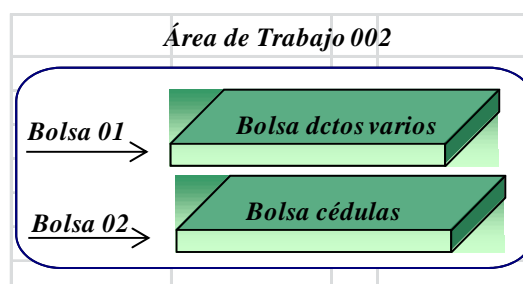 Área de Trabajo 002
Bolsa 01
Bolsa dctos varios
Bolsa 02
Bolsa cédulas